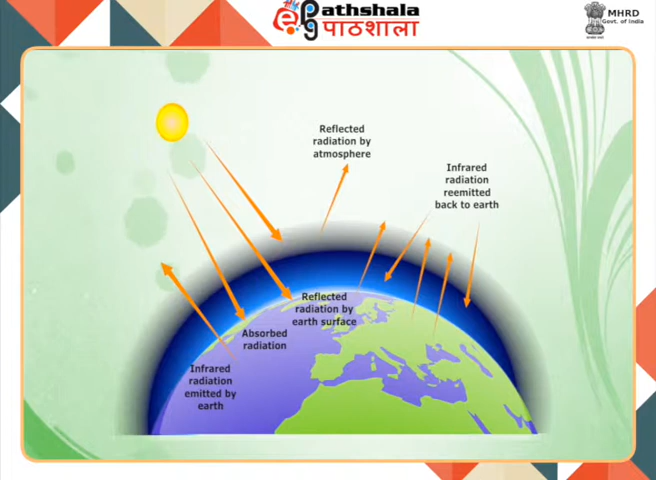 ePathshala
पाठशाला
MHRD
Govt. of India
Reflected
radiation by
atmosphere
Infrared
radiation
reemitted
back to earth
Reflected
radiation by
earth surface
Absorbed
radiation
Infrared
radiation
emitted by
earth